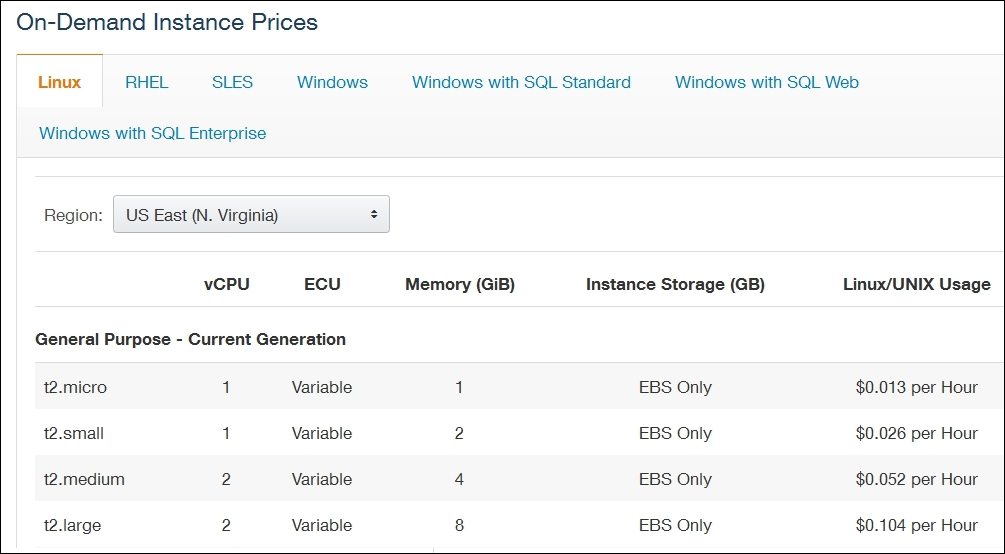 On-Demand Instance Prices
Linux RHEL SLES Windows Windows with SQL Standard Windows with SQL Web
Windows with SQL Enterprise
Region: US East (N. Virginia)
vCPU ECU Memory (GiB) Instance Storage (GB) Linux/UNIX Usage
General Purpose - Current Generation
t2.micro 1 Variable 1 EBS Only $0.013 per Hour
t2.small 1 Variable 2 EBS Only $0.026 per Hour
t2.medium 2 Variable 4 EBS Only $0.052 per Hour
t2.large 2 Variable 8 EBS Only $0.104 per Hour